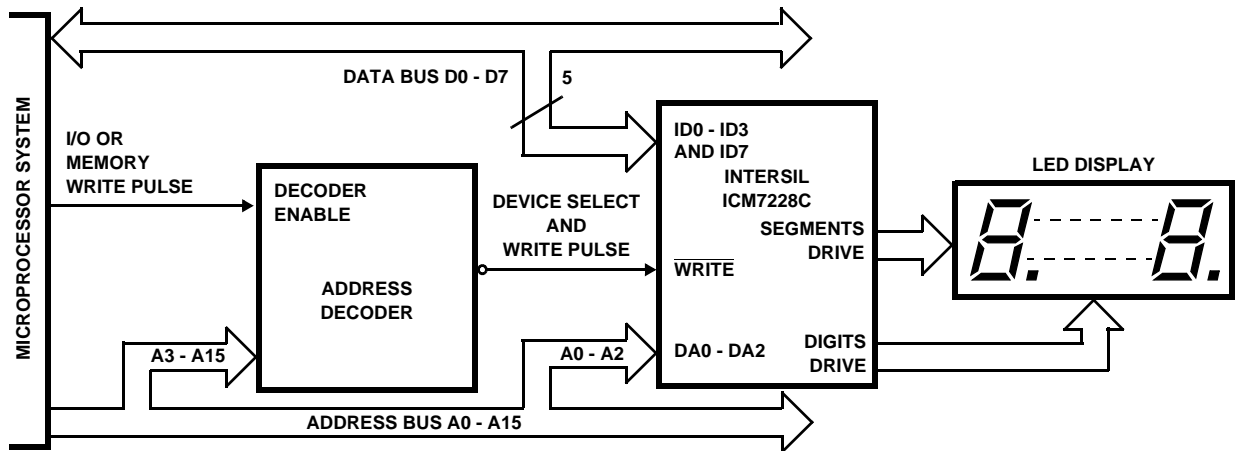 MICROPROCESSOR SYSTEM
DATA BUS D0 - D7
5
I/O OR
MEMORY
WRITE PULSE
DECODER
ENABLE
ADDRESS
DECODER
DEVICE SELECT
AND
WRITE PULSE
ID0 - ID3
AND ID7
INTERSIL
ICM7228C
SEGMENTS
DRIVE
WRITE
DA0 - DA2
DIGITS
DRIVE
LED DISPLAY
8. 8.
A3 - A15
A0 - A2
ADDRESS BUS A0 - A15